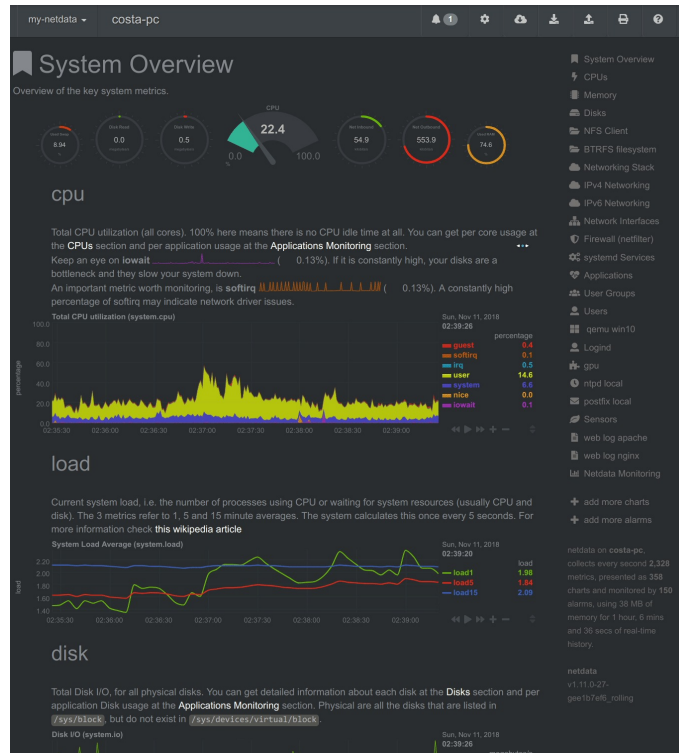 my-netdata costa-pc 1
System Overview
Overview of the key system metrics.
CPU
Disk Read Disk Write Net Inbound Net Outbound
8.94 0.0 0.5 22.4 54.9 553.9 74.6
%
0.0 100.0
cpu
Total CPU utilization (all cores). 100% here means there is no CPU idle time at all. You can get per core usage at
the CPUs section and per application usage at the Applications Monitoring section.
Keep an eye on iowait ( 0.13%). If it is constantly high, your disks are a
bottleneck and they slow your system down.
An important metric worth monitoring, is softirq ( 0.13%). A constantly high
percentage of softirq may indicate network driver issues.
Total CPU utilization (system.cpu)
Sun, Nov 11, 2018
02:39:26
percentage
guest 0.4
softirq 0.1
irq 0.5
user 14.6
system 6.6
nice 0.0
iowait 0.1
percentage
100.0
80.0
60.0
40.0
20.0
0.0
02:35:30 02:36:00 02:36:30 02:37:00 02:37:30 02:38:00 02:38:30 02:39:00
load
Current system load, i.e. the number of processes using CPU or waiting for system resources (usually CPU and
disk). The 3 metrics refer to 1, 5 and 15 minute averages. The system calculates this once every 5 seconds. For
more information check this wikipedia article
System Load Average (system.load)
Sun, Nov 11, 2018
02:39:20
load
load1 1.98
load5 1.84
load15 2.09
load
2.20
2.00
1.80
1.60
1.40
02:35:30 02:36:00 02:36:30 02:37:00 02:37:30 02:38:00 02:38:30 02:39:00
disk
Total Disk I/O, for all physical disks. You can get detailed information about each disk at the Disks section and per
application Disk usage at the Applications Monitoring section. Physical are all the disks that are listed in
/sys/block, but do not exist in /sys/devices/virtual/block.
Disk I/O (system.io)
Sun, Nov 11, 2018
02:39:26
System Overview
CPUs
Memory
Disks
NFS Client
BTRFS filesystem
Networking Stack
IPv4 Networking
IPv6 Networking
Network Interfaces
Firewall (netfilter)
systemd Services
Applications
User Groups
Users
qemu win10
Logind
gpu
ntpd local
postfix local
Sensors
web log apache
web log nginx
Netdata Monitoring
add more charts
add more alarms
netdata on costa-pc,
collects every second 2,328
metrics, presented as 358
charts and monitored by 150
alarms, using 38 MB of
memory for 1 hour, 6 mins
and 36 secs of real-time
history.
netdata
v1.11.0-27-
gee1b7ef6_rolling